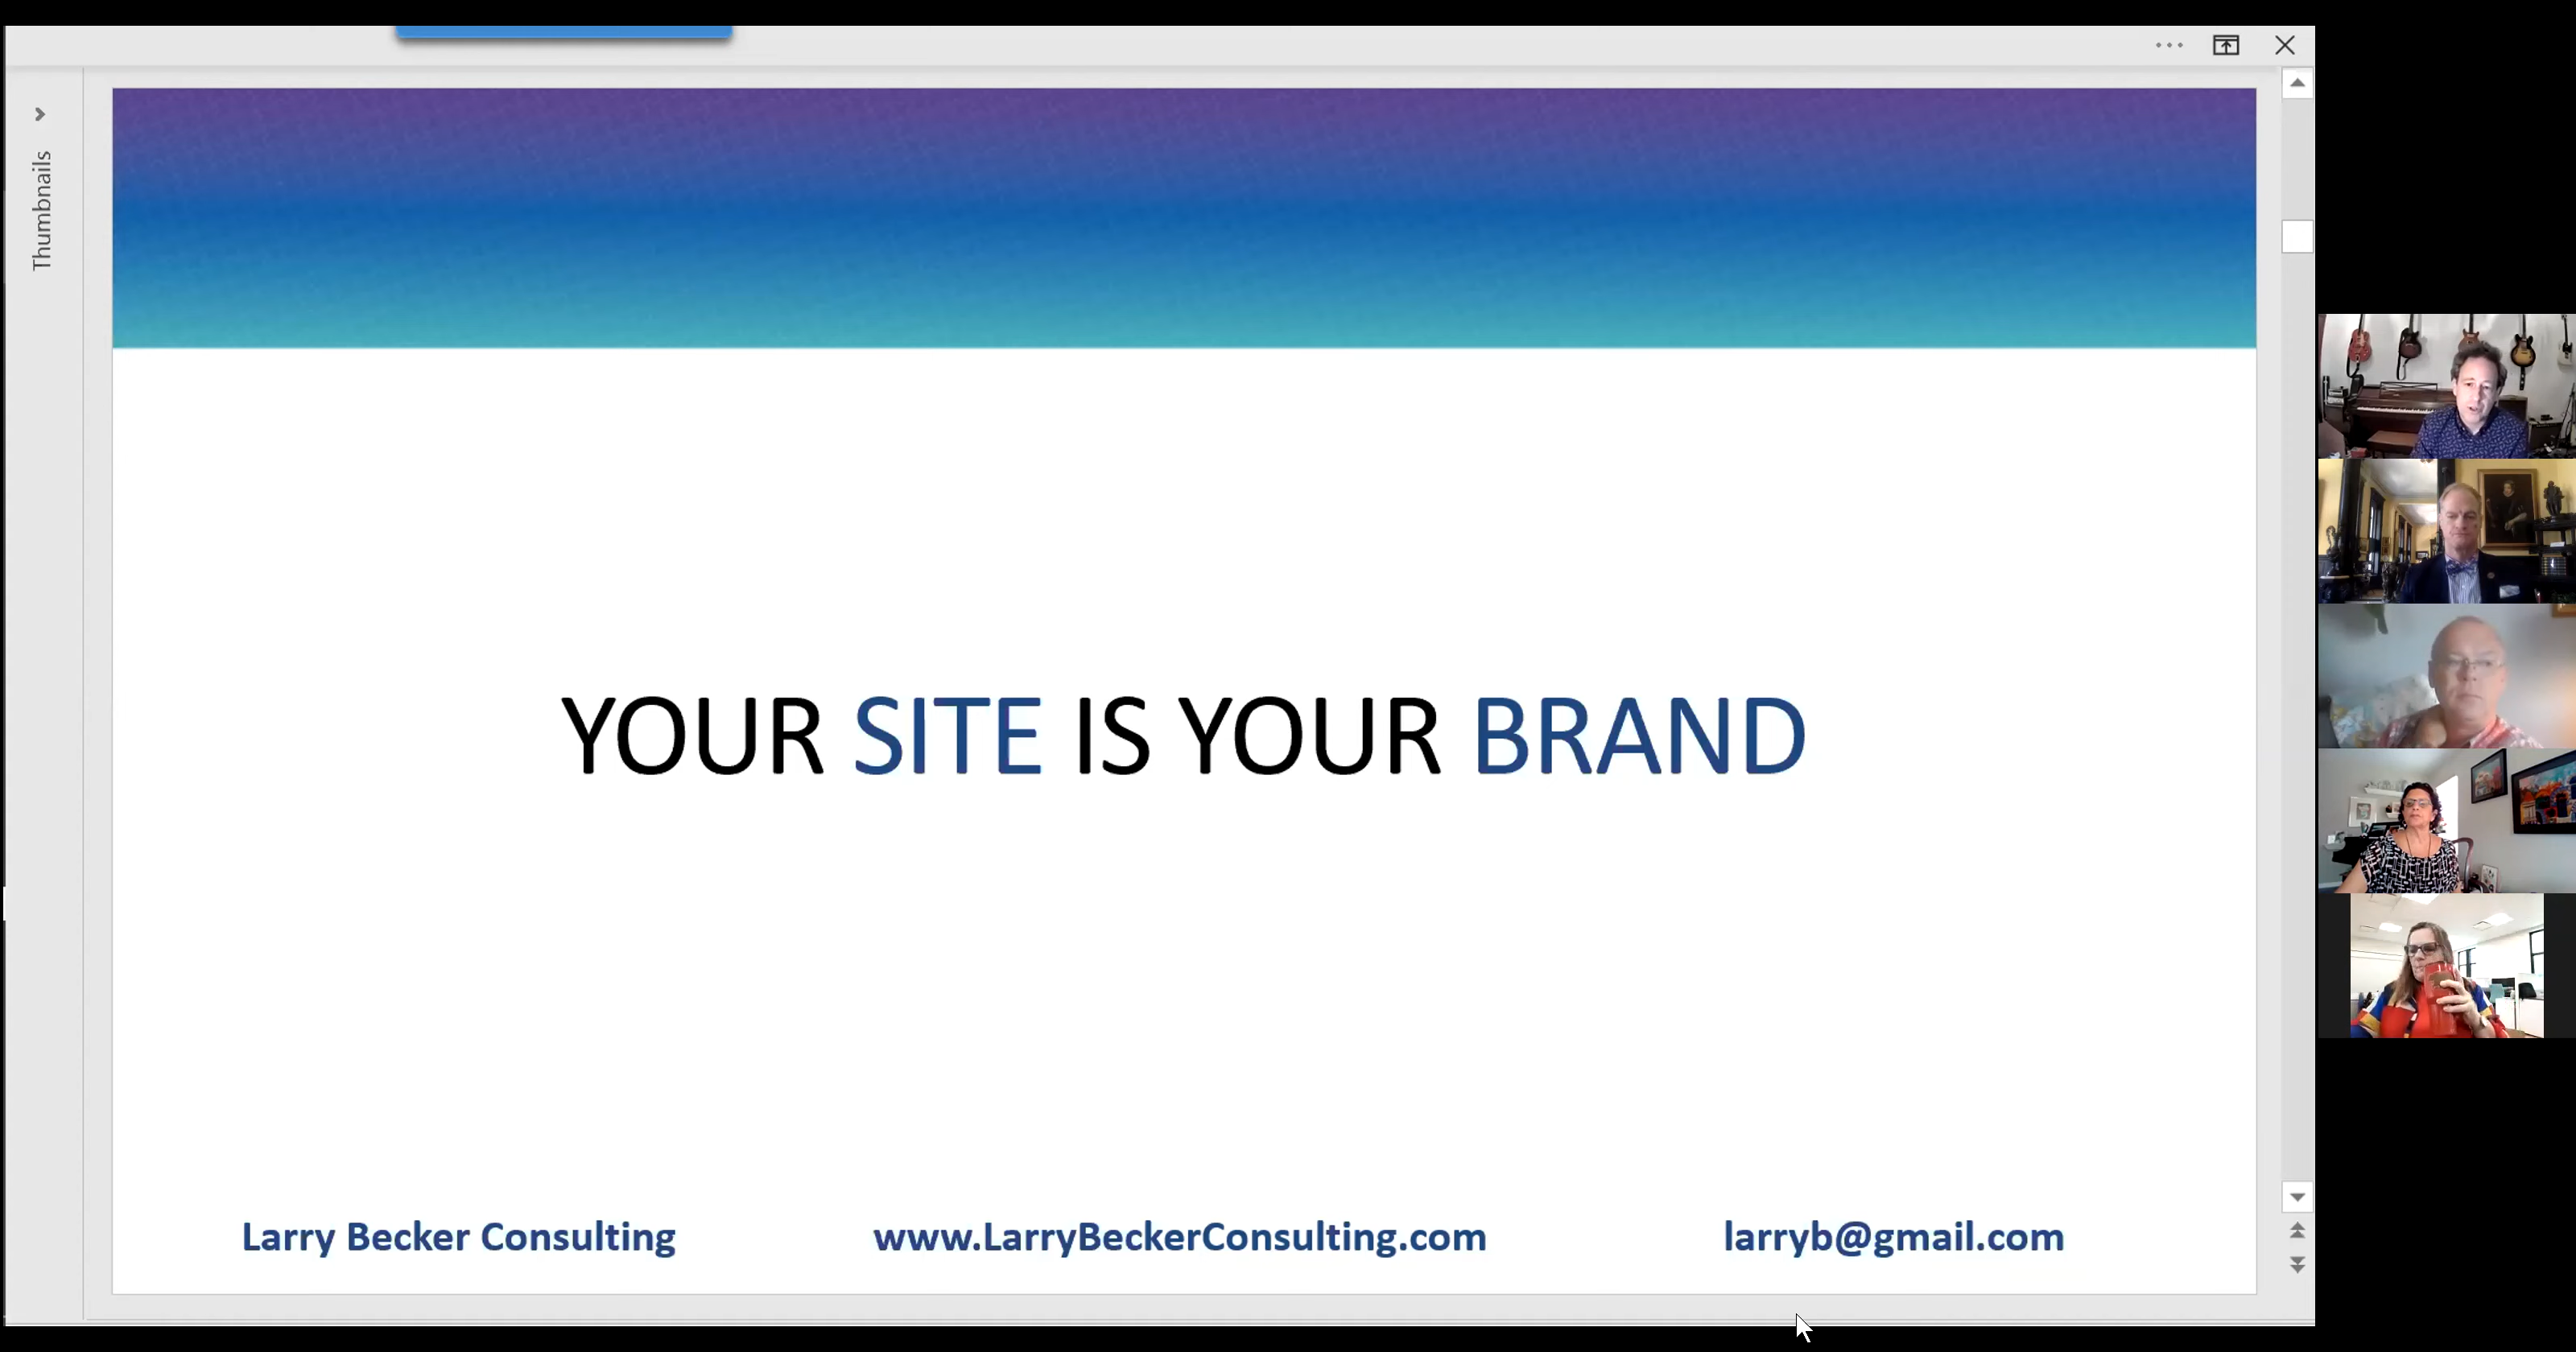 Thumbnails
YOUR SITE IS YOUR BRAND
Larry Becker Consulting
www.LarryBeckerConsulting.com
larryb@gmail.com